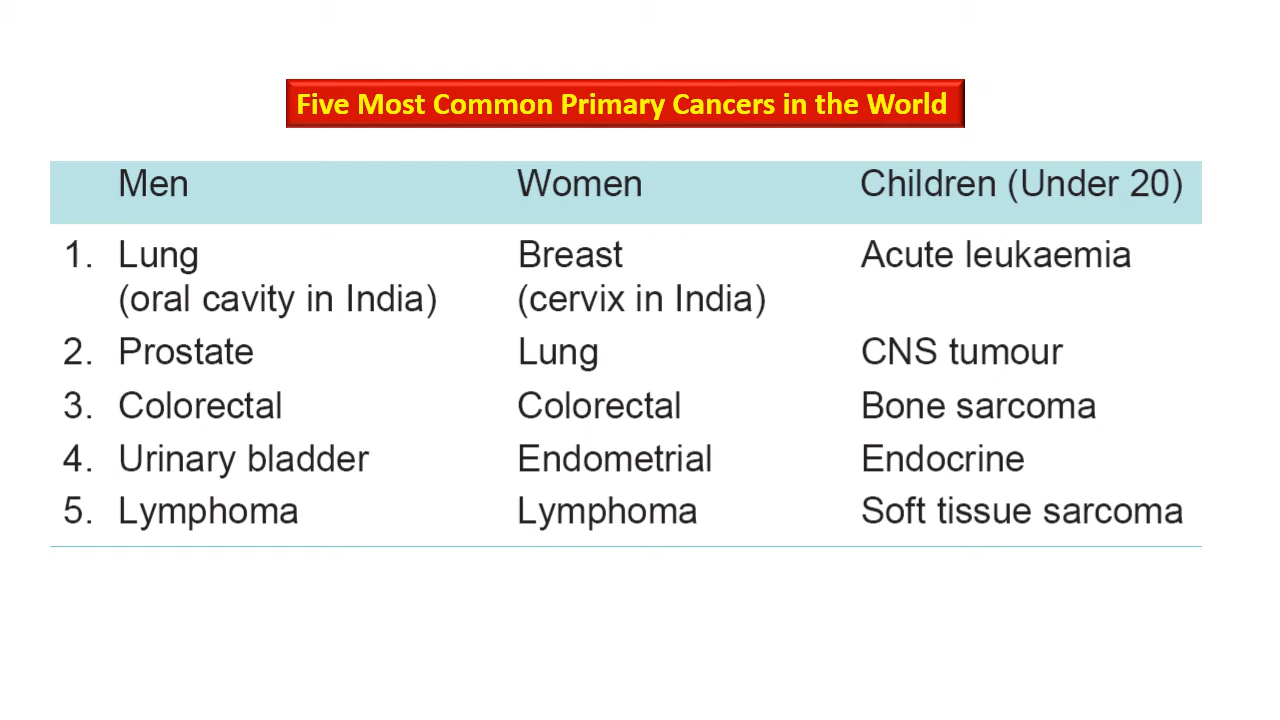 Five Most Common Primary Cancers in the World
Men Women Children (Under 20)
1. Lung Breast Acute leukaemia
(oral cavity in India) (cervix in India)
2. Prostate Lung CNS tumour
3. Colorectal Colorectal Bone sarcoma
4. Urinary bladder Endometrial Endocrine
5. Lymphoma Lymphoma Soft tissue sarcoma